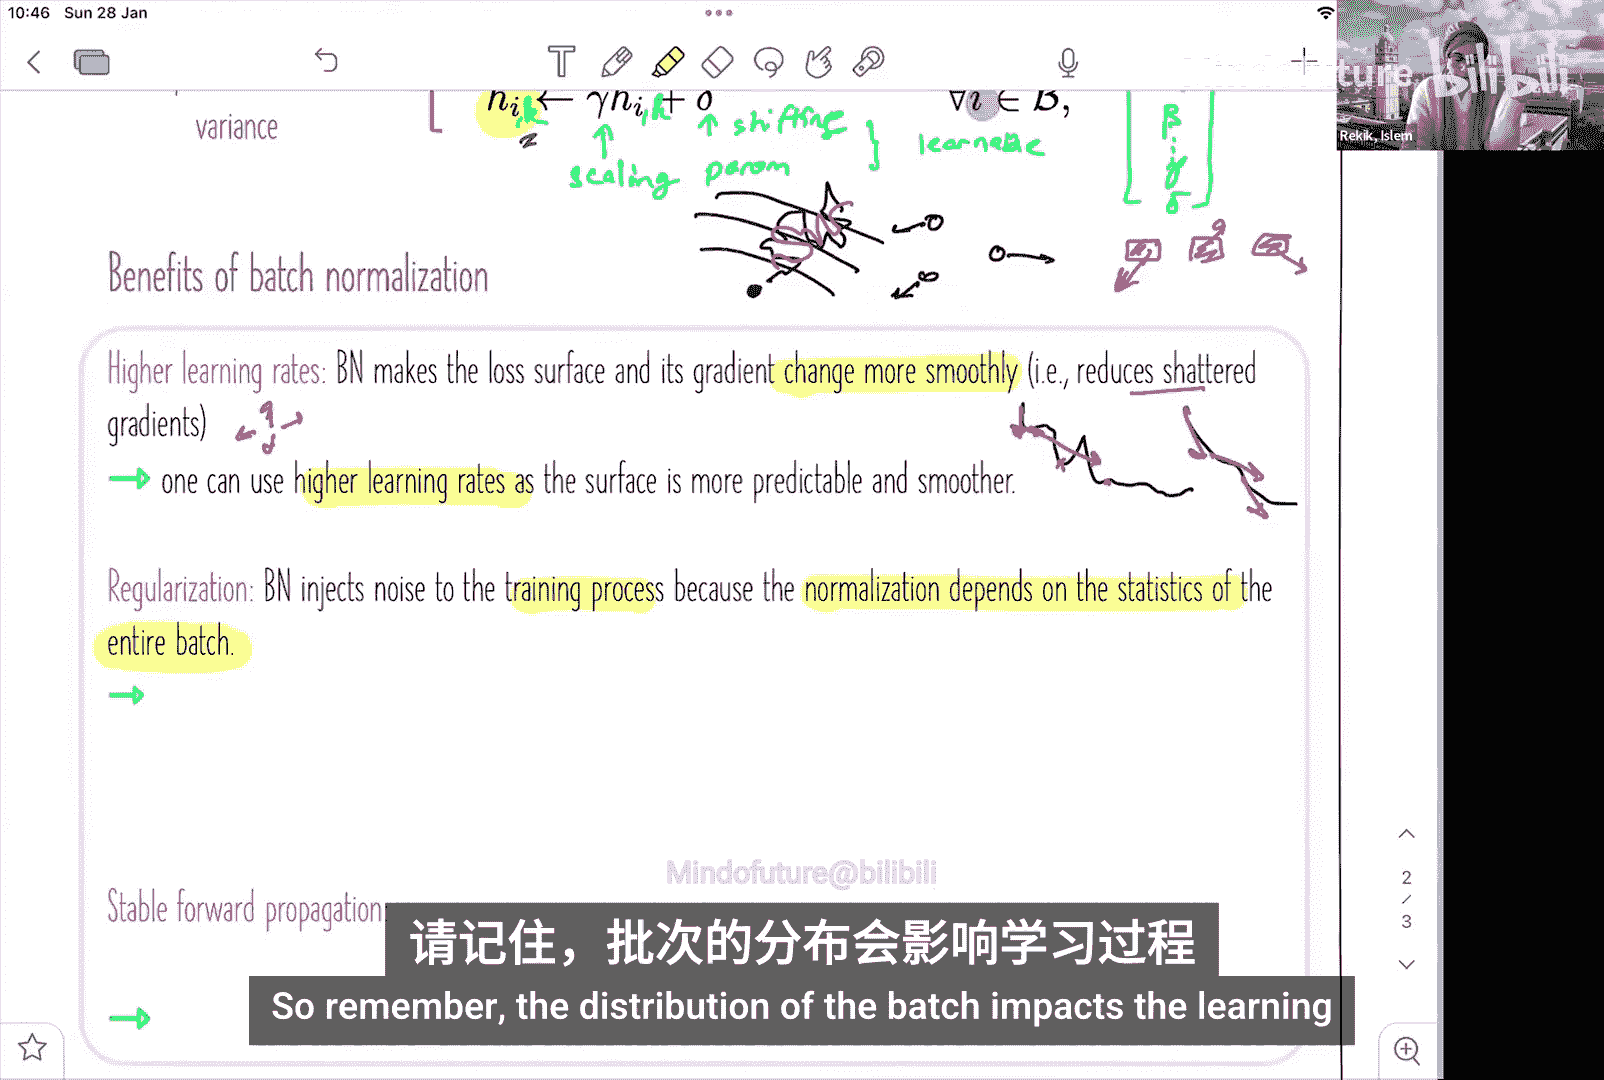 10:46 Sun 28 Jan
ture bilibili
Rekik, Islem
variance
h_{i,k} ← γh_{i,k} + δ ∀i ∈ B,
shifting
learnable
scaling param
β
γ
δ
Benefits of batch normalization
Higher learning rates: BN makes the loss surface and its gradient change more smoothly (i.e., reduces shattered
gradients)
→ one can use higher learning rates as the surface is more predictable and smoother.
Regularization: BN injects noise to the training process because the normalization depends on the statistics of the
entire batch.
→
2
/
3
Mindofuture@bilibili
Stable forward propagation:
请记住，批次的分布会影响学习过程
So remember, the distribution of the batch impacts the learning
→